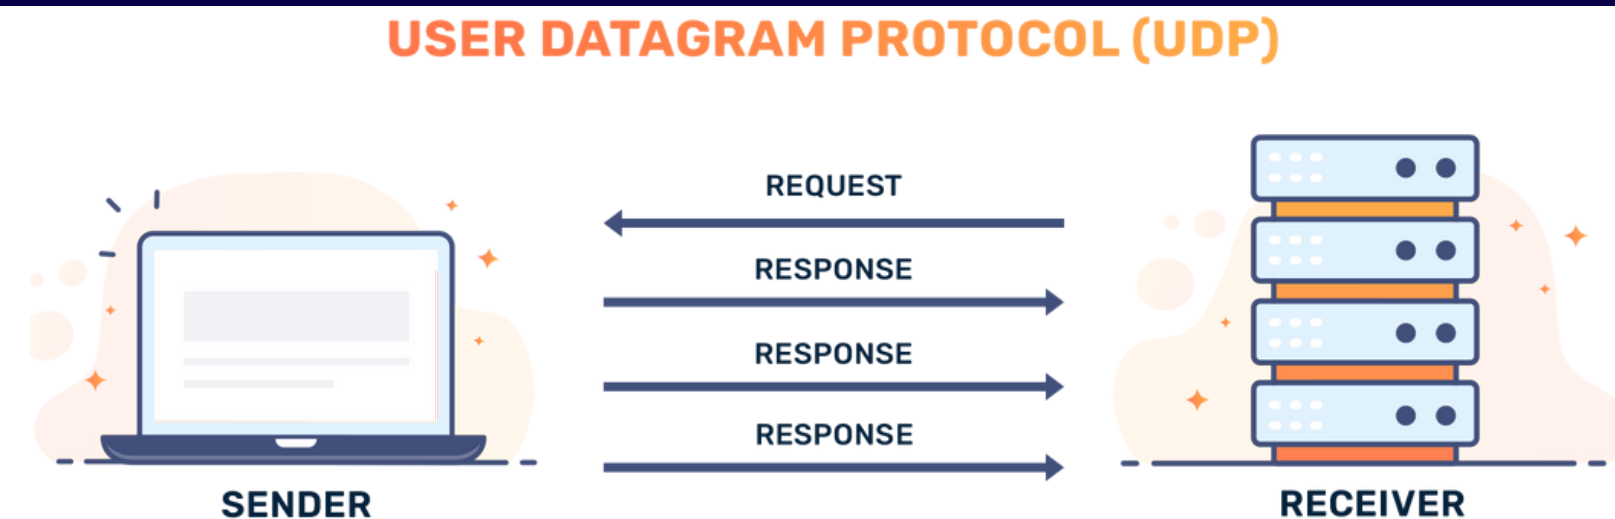 USER DATAGRAM PROTOCOL (UDP)
REQUEST
RESPONSE
RESPONSE
RESPONSE
SENDER
RECEIVER